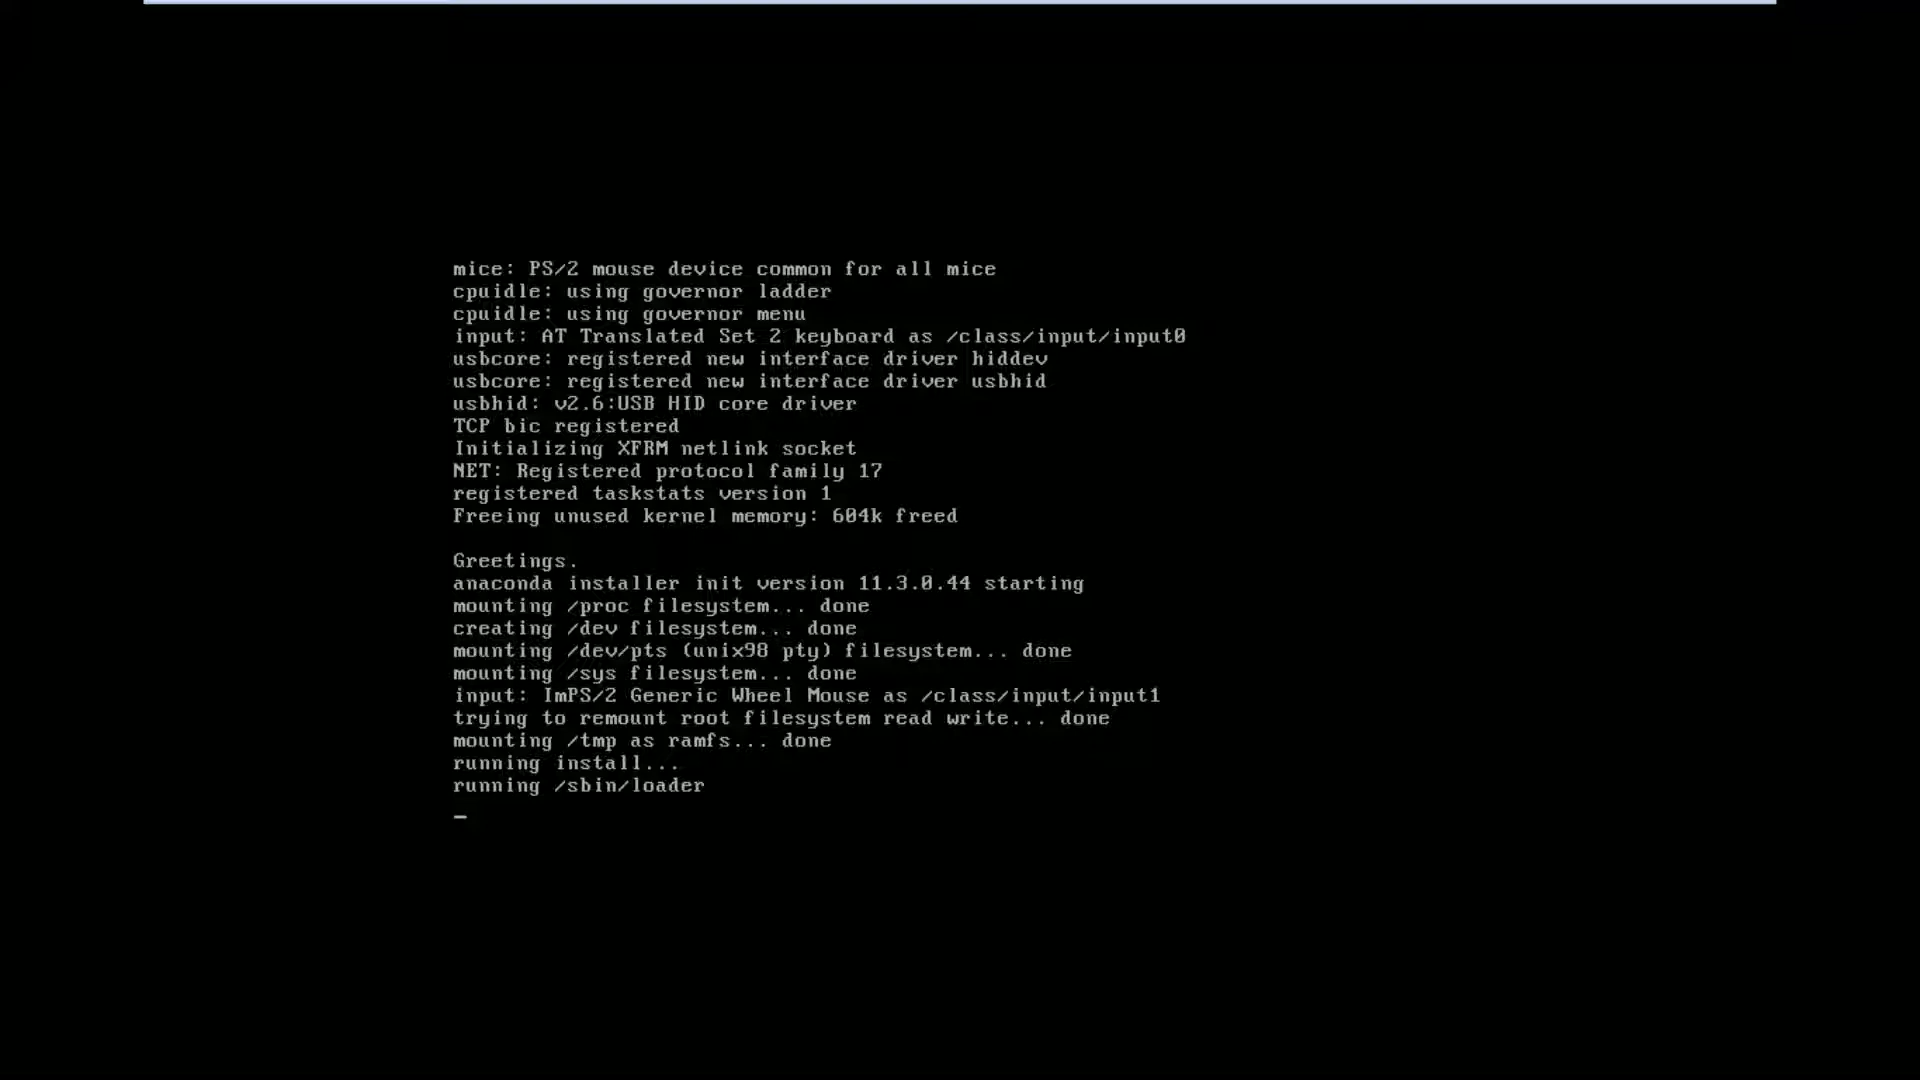 mice: PS/2 mouse device common for all mice
cpuidle: using governor ladder
cpuidle: using governor menu
input: AT Translated Set 2 keyboard as /class/input/input0
usbcore: registered new interface driver hiddev
usbcore: registered new interface driver usbhid
usbhid: v2.6:USB HID core driver
TCP bic registered
Initializing XFRM netlink socket
NET: Registered protocol family 17
registered taskstats version 1
Freeing unused kernel memory: 604k freed
Greetings.
anaconda installer init version 11.3.0.44 starting
mounting /proc filesystem... done
creating /dev filesystem... done
mounting /dev/pts (unix98 pty) filesystem... done
mounting /sys filesystem... done
input: ImPS/2 Generic Wheel Mouse as /class/input/input1
trying to remount root filesystem read write... done
mounting /tmp as ramfs... done
running install...
running /sbin/loader
_